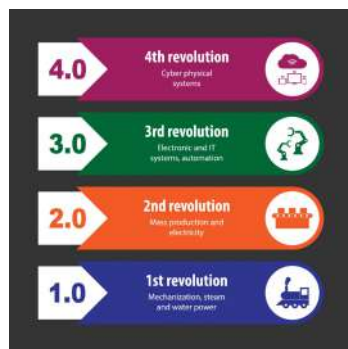 4.0
4th revolution
Cyber physical
systems
3.0
3rd revolution
Electronic and IT
systems, automation
2.0
2nd revolution
Mass production and
electricity
1.0
1st revolution
Mechanization, steam
and water power